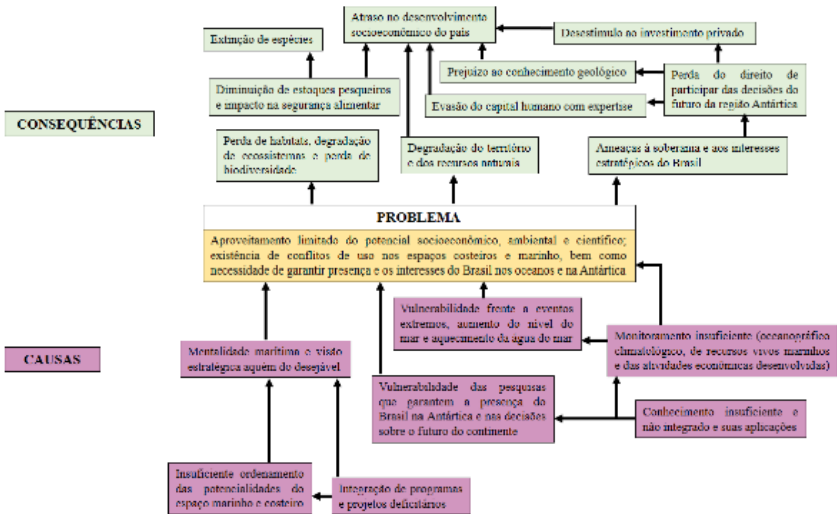 Atraso no desenvolvimento
socioeconômico do país
Extinção de espécies
Desestímulo ao investimento privado
Prejuízo ao conhecimento geológico
Perda do direito de
participar das decisões do
futuro da região Antártica
Diminuição de estoques pesqueiros
e impacto na segurança alimentar
Evasão do capital humano com expertise
CONSEQUÊNCIAS
Perda de habitats, degradação
de ecossistemas e perda de
biodiversidade
Degradação do território
e dos recursos naturais
Ameaças à soberania e aos interesses
estratégicos do Brasil
PROBLEMA
Aproveitamento limitado do potencial socioeconômico, ambiental e científico;
existência de conflitos de uso nos espaços costeiros e marinho, bem como
necessidade de garantir presença e os interesses do Brasil nos oceanos e na Antártica
Vulnerabilidade frente a eventos
extremos, aumento do nível do
mar e aquecimento da água do mar
Monitoramento insuficiente (oceanográfico
climatológico, de recursos vivos marinhos
e das atividades econômicas desenvolvidas)
CAUSAS
Mentalidade marítima e visão
estratégica aquém do desejável
Vulnerabilidade das pesquisas
que garantem a presença do
Brasil na Antártica e nas decisões
sobre o futuro do continente
Conhecimento insuficiente e
não integrado e suas aplicações
Insuficiente ordenamento
das potencialidades do
espaço marinho e costeiro
Integração de programas
e projetos deficitários